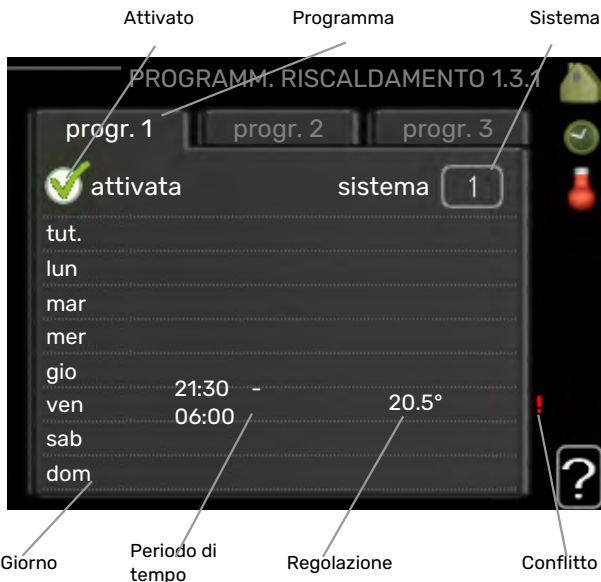 Attivato
Programma
Sistema
PROGRAMM. RISCALDAMENTO 1.3.1
progr. 1
progr. 2
progr. 3
attivata
sistema
1
tut.
lun
mar
mer
gio
ven
21:30 -
06:00
20.5°
!
sab
dom
?
Giorno
Periodo di
tempo
Regolazione
Conflitto